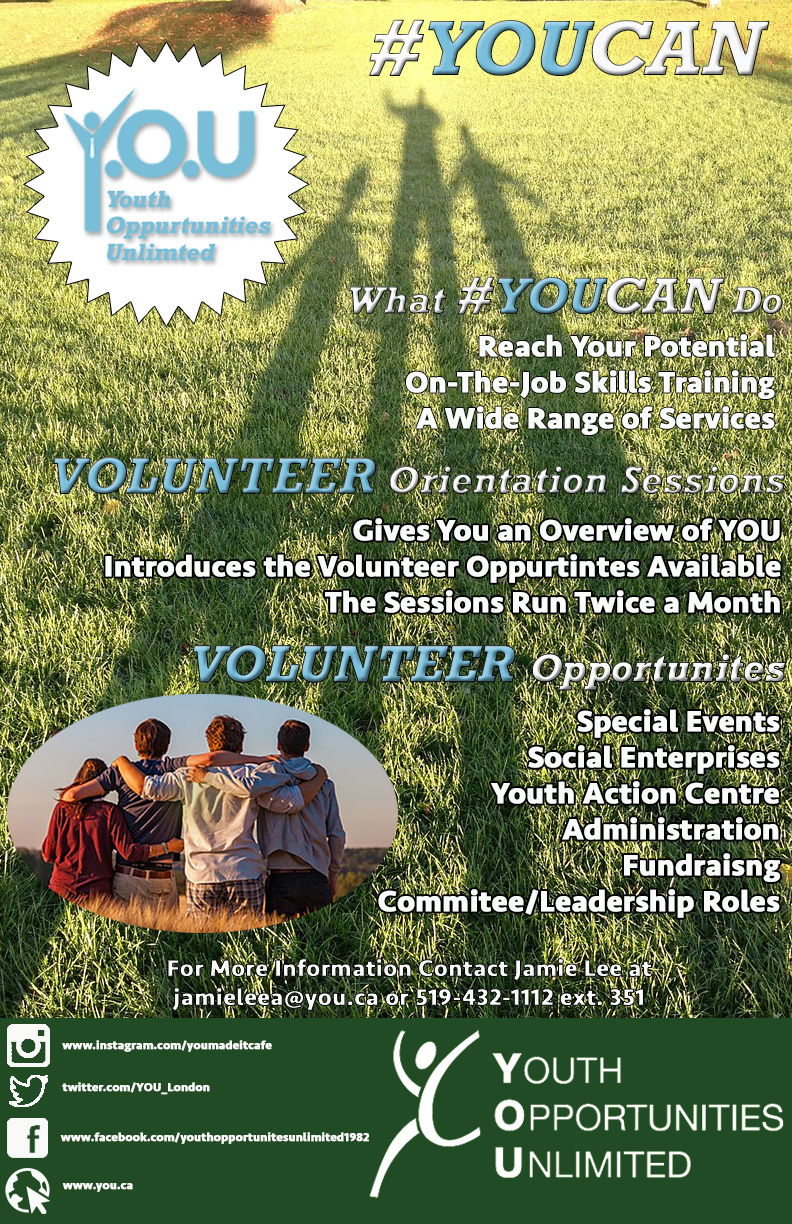 #YOUCAN
Y.O.U
Youth
Oppurtunities
Unlimted
What #YOUCAN Do
Reach Your Potential
On-The-Job Skills Training
A Wide Range of Services
VOLUNTEER Orientation Sessions
Gives You an Overview of YOU
Introduces the Volunteer Oppurtintes Available
The Sessions Run Twice a Month
VOLUNTEER Opportunites
Special Events
Social Enterprises
Youth Action Centre
Administration
Fundraisng
Commitee/Leadership Roles
For More Information Contact Jamie Lee at
jamieleea@you.ca or 519-432-1112 ext. 351
www.instagram.com/youmadeitcafe
twitter.com/YOU_London
www.facebook.com/youthopportunitesunlimited1982
www.you.ca
YOUTH
OPPORTUNITIES
UNLIMITED